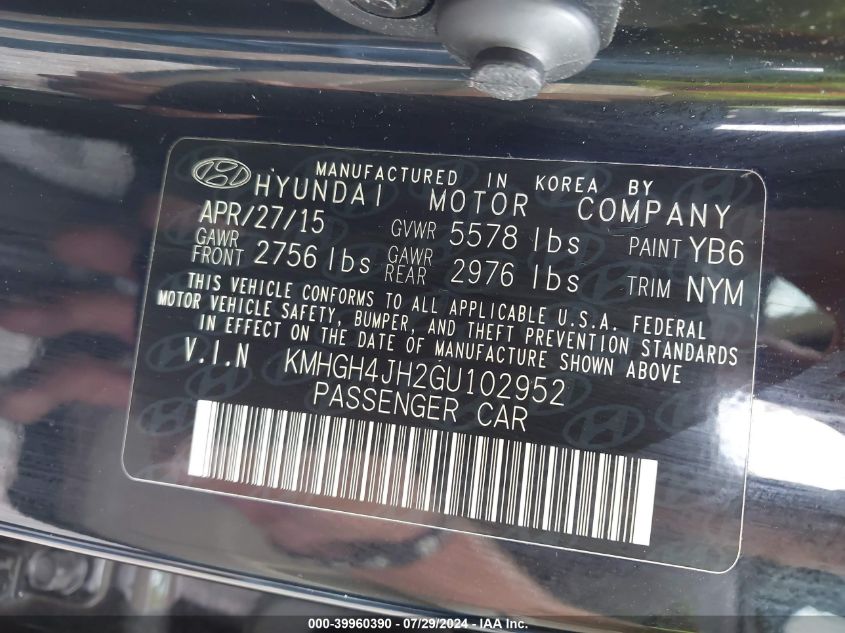 MANUFACTURED IN KOREA BY
HYUNDAI MOTOR COMPANY
APR/27/15 GVWR 5578 lbs PAINT YB6
GAWR FRONT 2756 lbs GAWR REAR 2976 lbs TRIM NYM
THIS VEHICLE CONFORMS TO ALL APPLICABLE U.S.A. FEDERAL
MOTOR VEHICLE SAFETY, BUMPER, AND THEFT PREVENTION STANDARDS
IN EFFECT ON THE DATE OF MANUFACTURE SHOWN ABOVE
V.I.N KMHGH4JH2GU102952
PASSENGER CAR
000-39960390 - 07/29/2024 - IAA Inc.